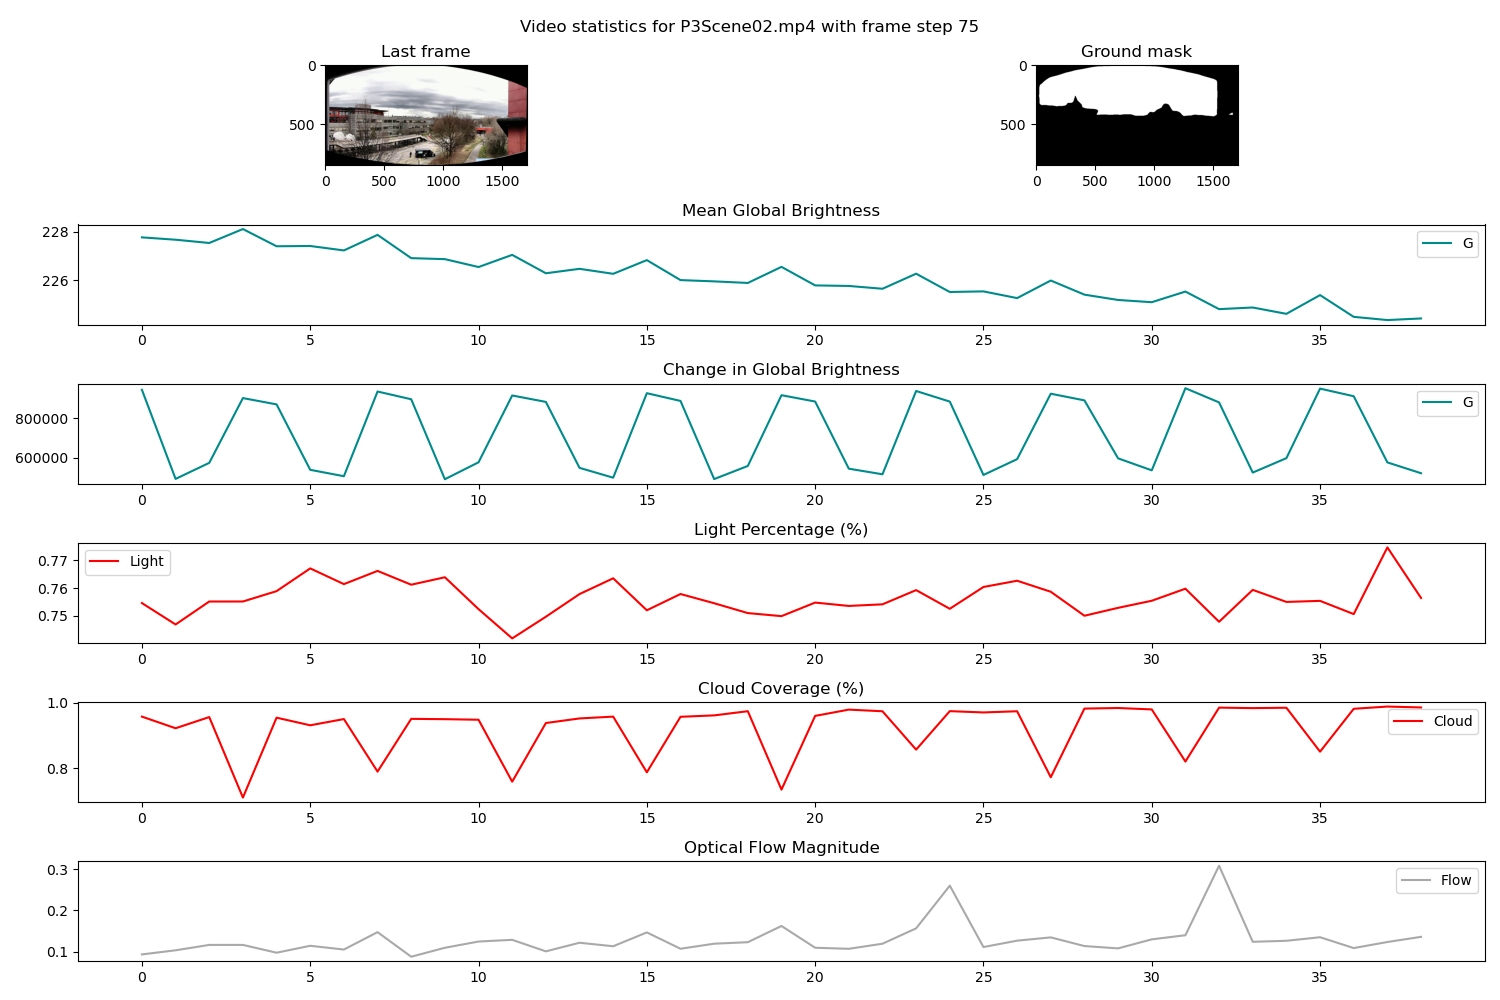 Video statistics for P3Scene02.mp4 with frame step 75
Last frame
0
500
0 500 1000 1500
Ground mask
0
500
0 500 1000 1500
Mean Global Brightness
228
226
G
0 5 10 15 20 25 30 35
Change in Global Brightness
800000
600000
G
0 5 10 15 20 25 30 35
Light Percentage (%)
0.77
0.76
0.75
Light
0 5 10 15 20 25 30 35
Cloud Coverage (%)
1.0
0.8
Cloud
0 5 10 15 20 25 30 35
Optical Flow Magnitude
0.3
0.2
0.1
Flow
0 5 10 15 20 25 30 35